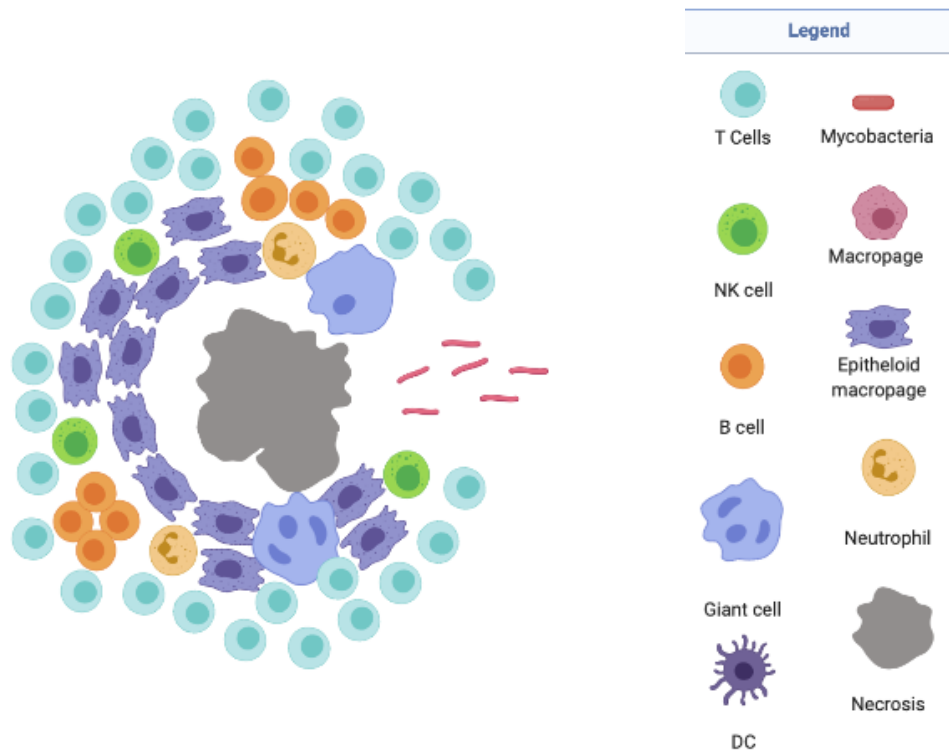 Legend
T Cells
Mycobacteria
NK cell
Macropage
B cell
Epitheloid
macropage
Giant cell
Neutrophil
DC
Necrosis